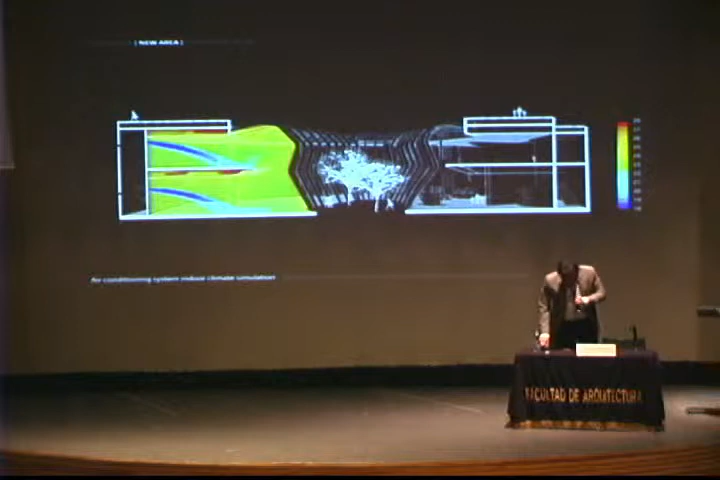 [ NEW AREA ]
Air conditioning system indoor climate simulation
FACULTAD DE ARQUITECTURA